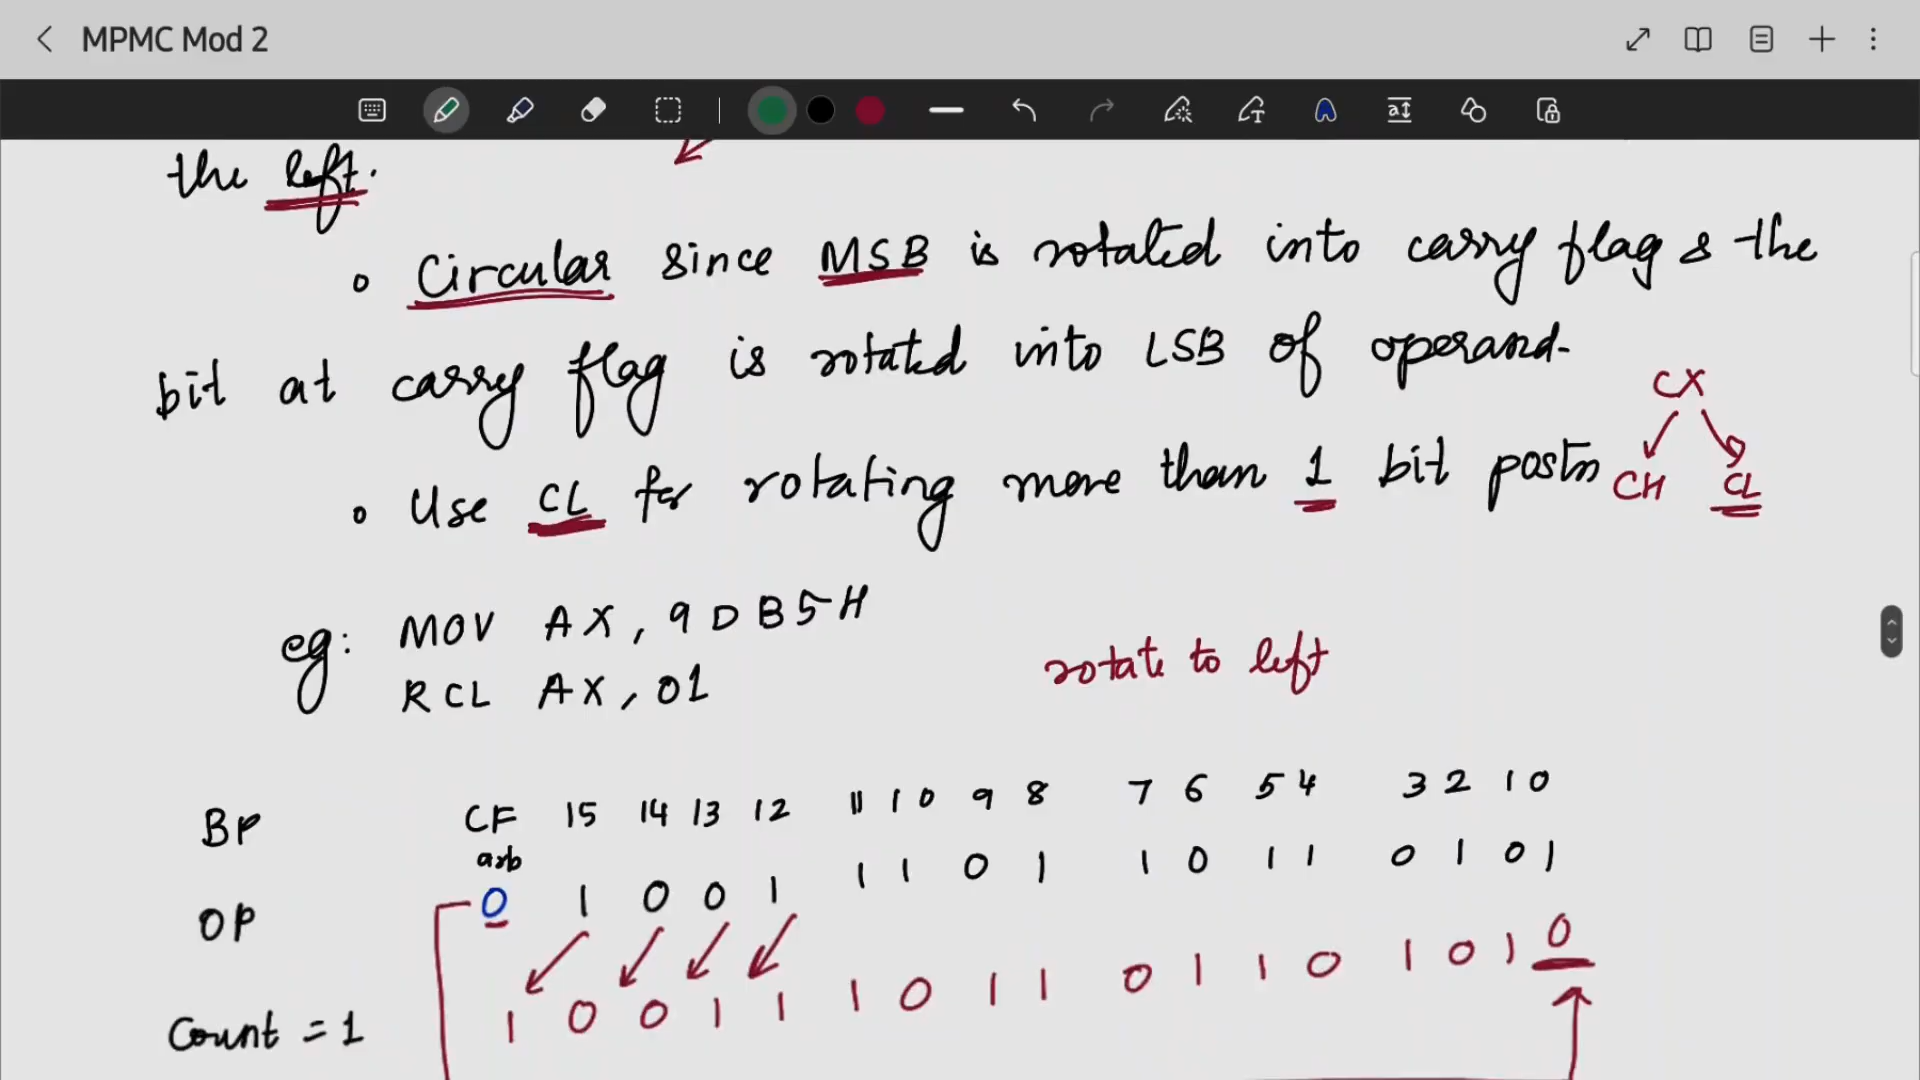 MPMC Mod 2
the left.
o Circular since MSB is rotated into carry flag & the
bit at carry flag is rotated into LSB of operand.
CX
CH CL
o Use CL for rotating more than 1 bit postn
eg: MOV AX, 9DB5H
RCL AX, 01
rotate to left
BP CF 15 14 13 12 11 10 9 8 7 6 5 4 3 2 1 0
arb
OP 0 1 0 0 1 1 1 0 1 1 0 1 1 0 1 0 1
Count = 1 1 0 0 1 1 1 0 1 1 0 1 1 0 1 0 1 0